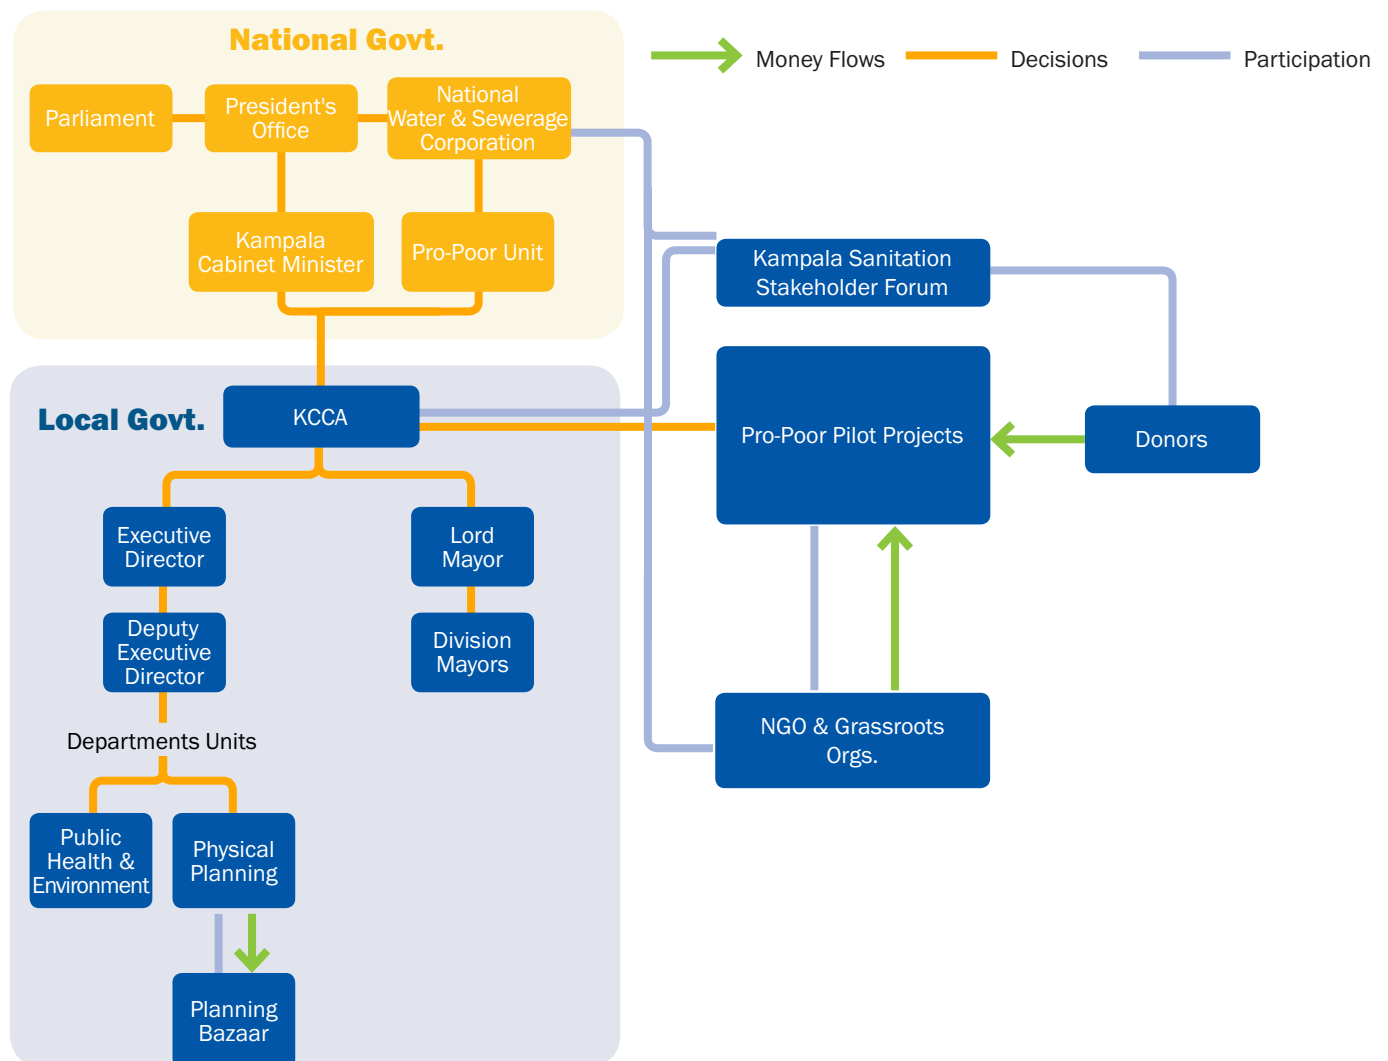 National Govt.
Money Flows
Decisions
Participation
Parliament
President's
Office
National
Water & Sewerage
Corporation
Kampala
Cabinet Minister
Pro-Poor Unit
Kampala Sanitation
Stakeholder Forum
Local Govt.
KCCA
Pro-Poor Pilot Projects
Donors
Executive
Director
Lord
Mayor
Deputy
Executive
Director
Division
Mayors
Departments Units
NGO & Grassroots
Orgs.
Public
Health &
Environment
Physical
Planning
Planning
Bazaar